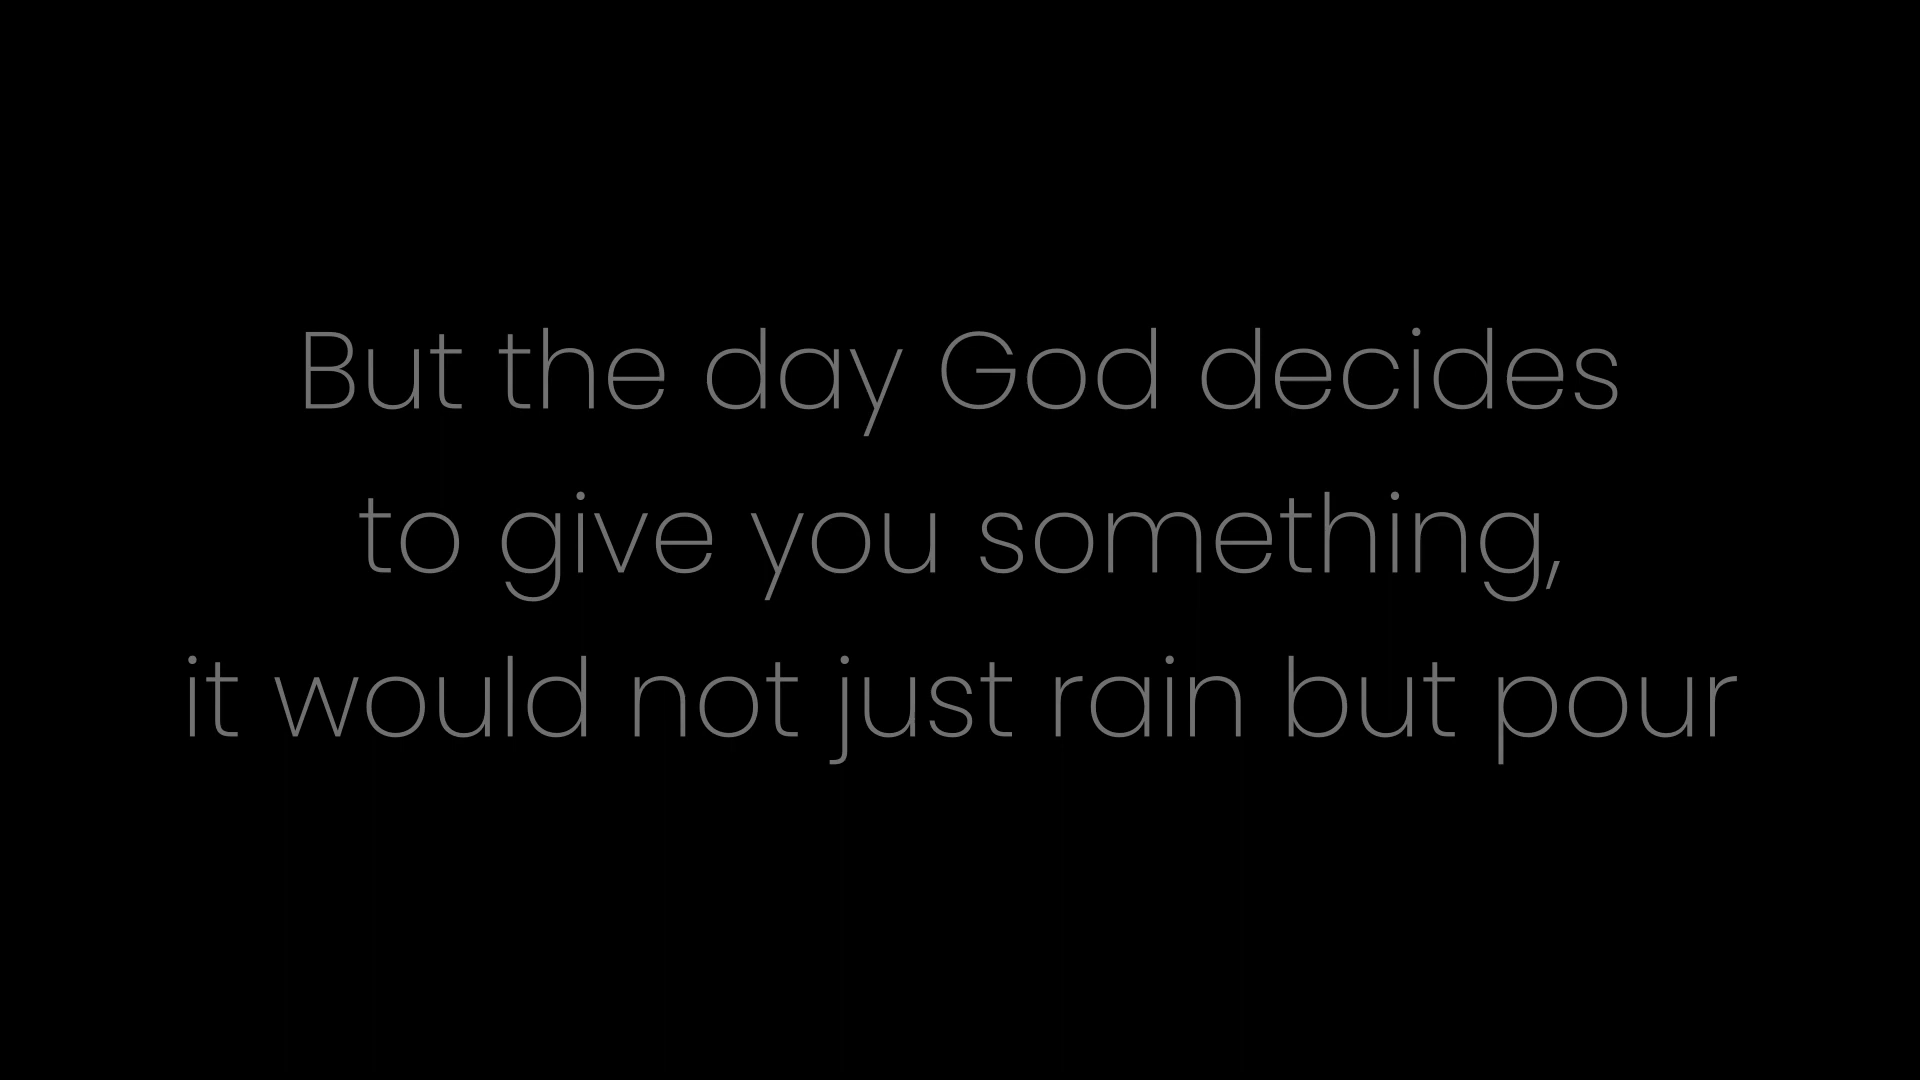 But the day God decides
to give you something,
it would not just rain but pour